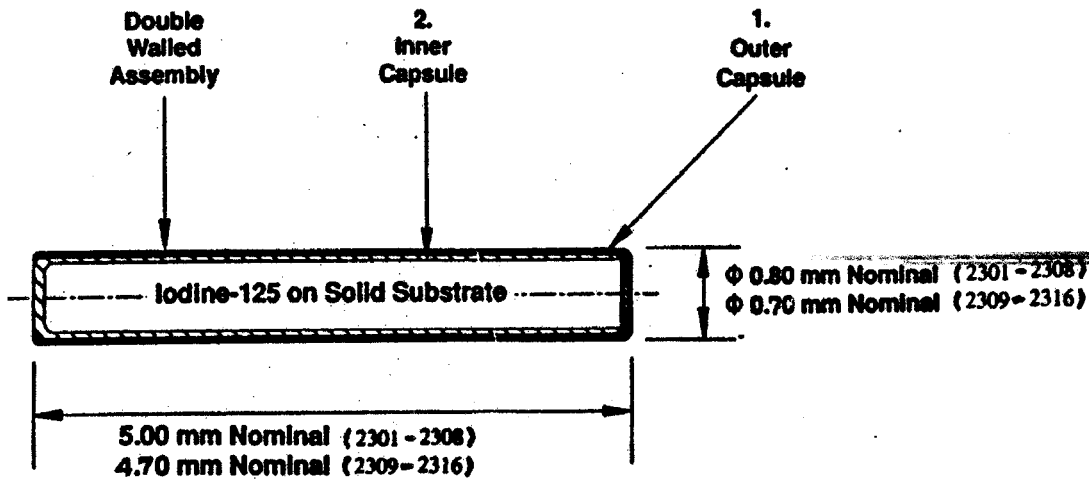 Double
Walled
Assembly
2.
Inner
Capsule
1.
Outer
Capsule
Iodine-125 on Solid Substrate
Φ 0.80 mm Nominal (2301-2308)
Φ 0.70 mm Nominal (2309-2316)
5.00 mm Nominal (2301-2308)
4.70 mm Nominal (2309-2316)